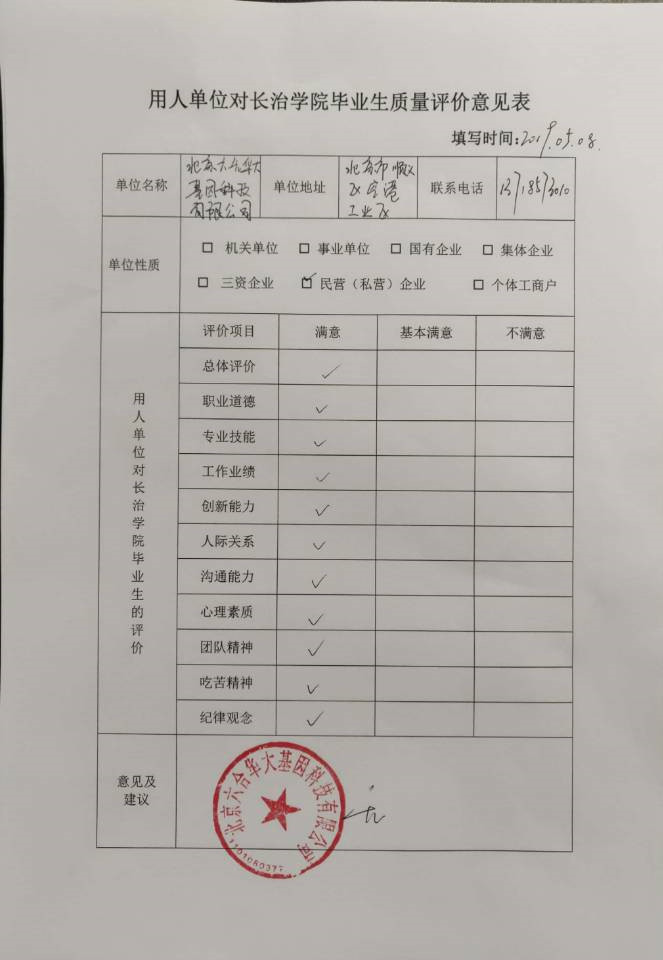 用人单位对长治学院毕业生质量评价意见表
填写时间:2019.05.08.
单位名称
北京六合华大
基因科技
有限公司
单位地址
北京市顺义
区空港
工业区
联系电话
单位性质
□ 机关单位 □ 事业单位 □ 国有企业 □ 集体企业
□ 三资企业 ☑ 民营（私营）企业 □ 个体工商户
用人单位对长治学院毕业生的评价
评价项目 满意 基本满意 不满意
总体评价 ✓
职业道德 ✓
专业技能 ✓
工作业绩 ✓
创新能力 ✓
人际关系 ✓
沟通能力 ✓
心理素质 ✓
团队精神 ✓
吃苦精神 ✓
纪律观念 ✓
意见及
建议
北京六合华大基因科技有限公司